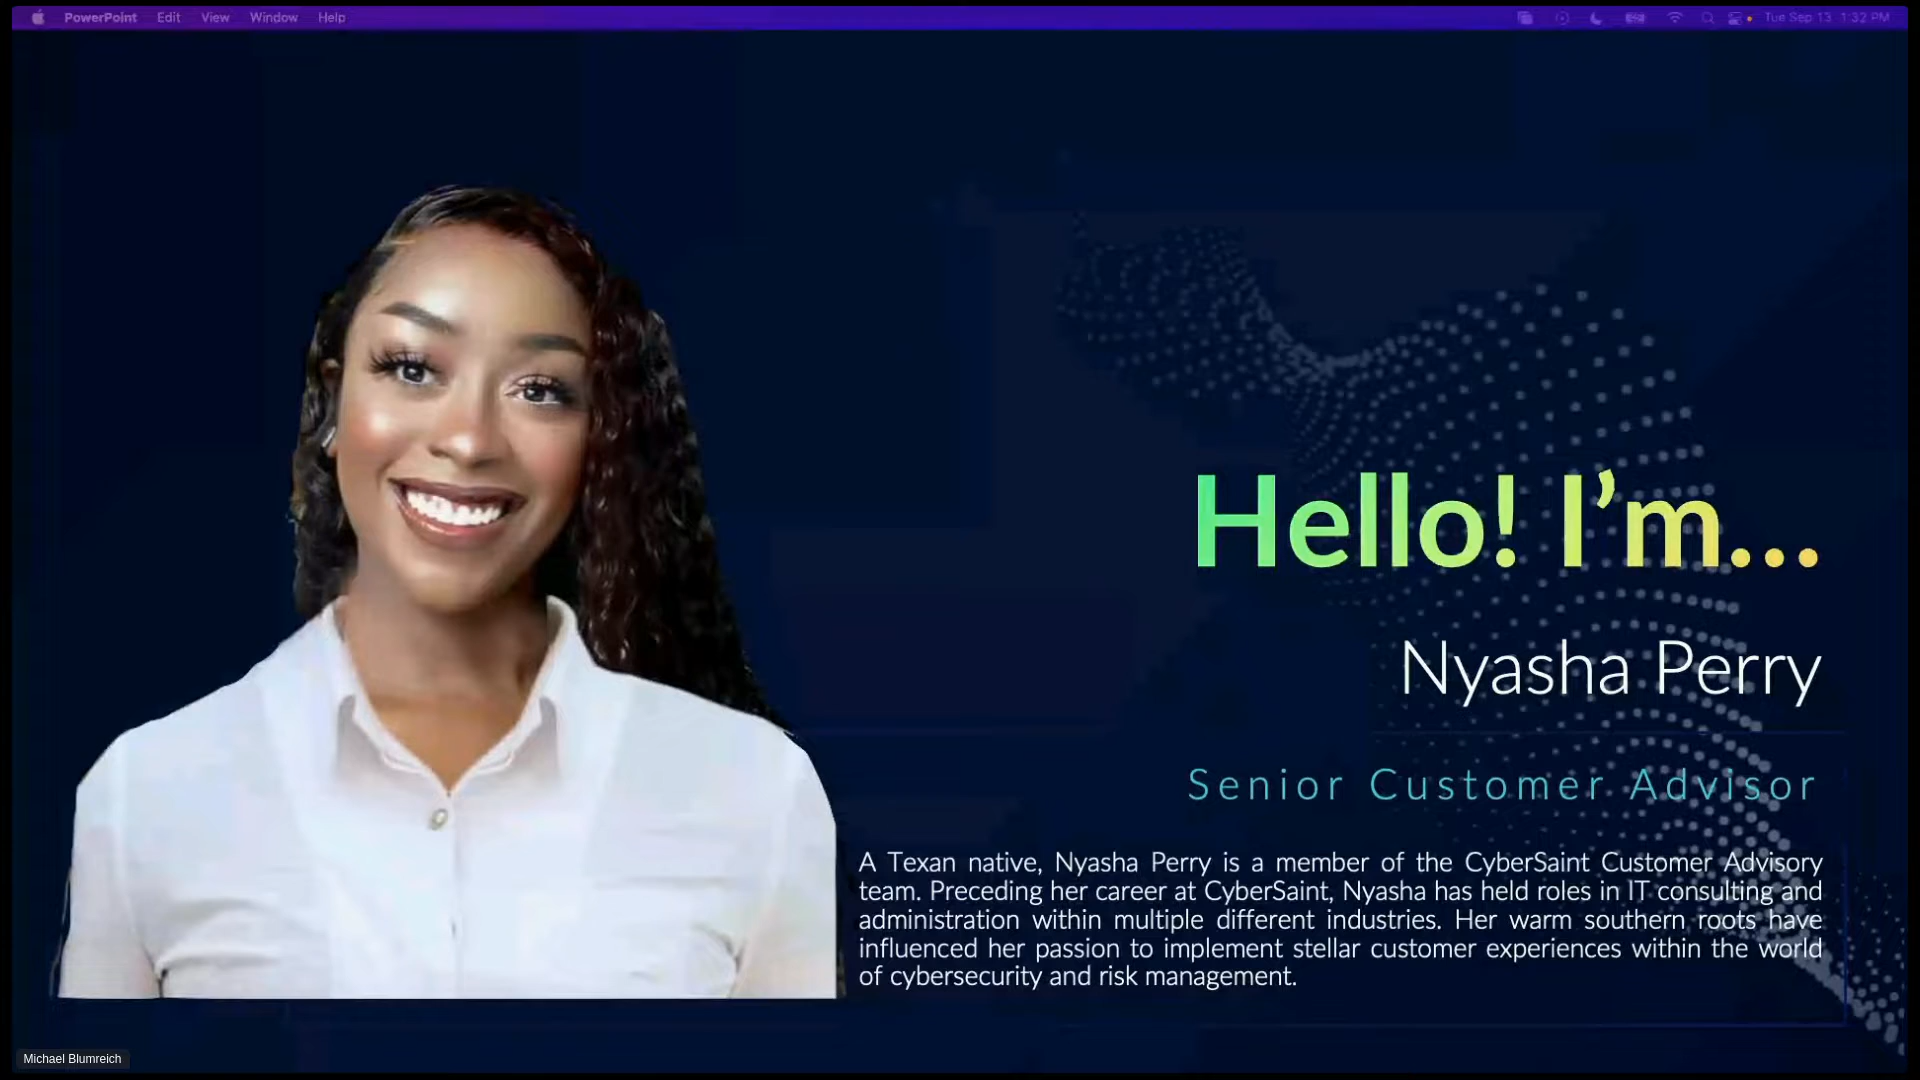 PowerPoint Edit View Window Help Tue Sep 13 1:32 PM
Hello! I’m...
Nyasha Perry
Senior Customer Advisor
A Texan native, Nyasha Perry is a member of the CyberSaint Customer Advisory
team. Preceding her career at CyberSaint, Nyasha has held roles in IT consulting and
administration within multiple different industries. Her warm southern roots have
influenced her passion to implement stellar customer experiences within the world
of cybersecurity and risk management.
Michael Blumreich